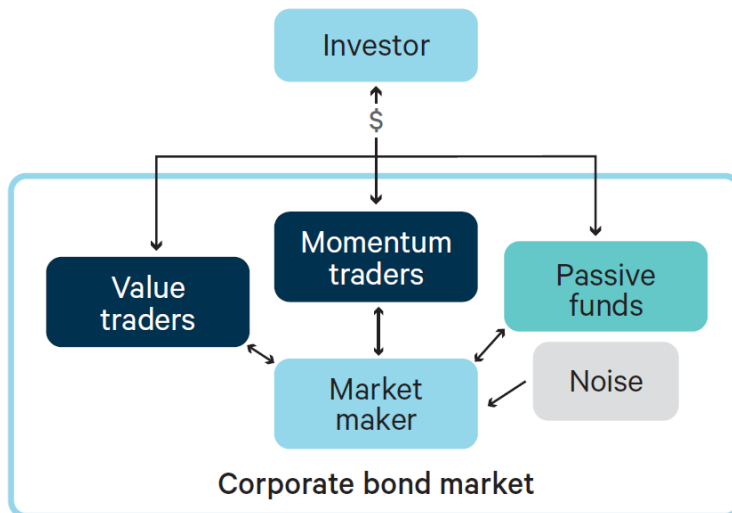 Investor
$
Momentum
traders
Value
traders
Passive
funds
Market
maker
Noise
Corporate bond market